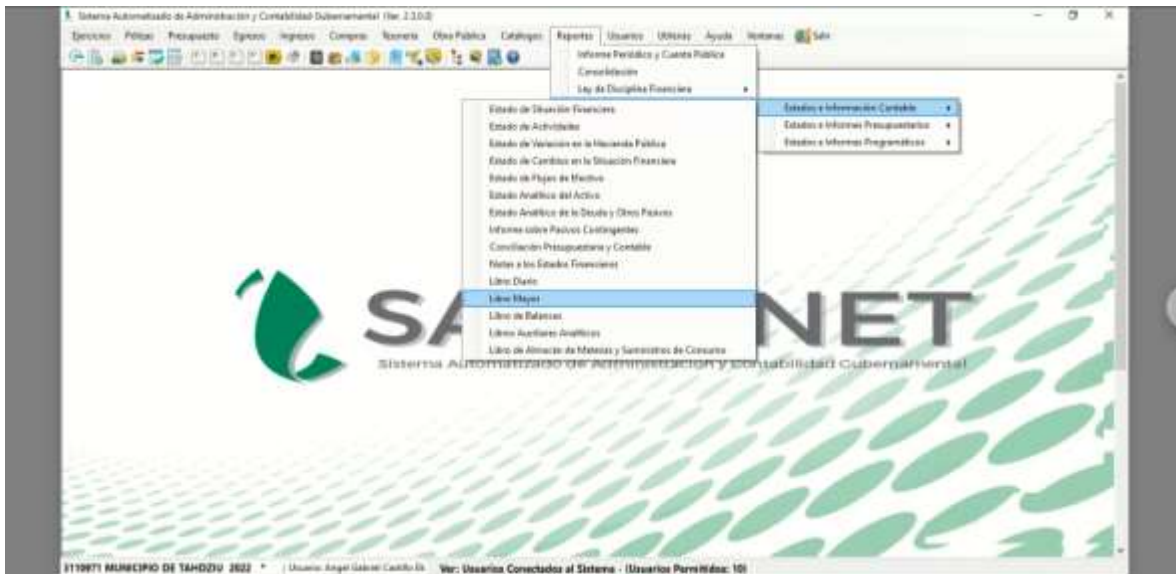 Sistema Automatizado de Administración y Contabilidad Gubernamental (Ver. 2.3.0.0)
Ejercicio Pólizas Presupuesto Egresos Ingresos Compras Tesorería Obra Pública Catálogos Reportes Usuarios Utilerías Ayuda Ventanas Salir
Informe Periódico y Cuenta Pública
Consolidación
Ley de Disciplina Financiera
Estados e Información Contable
Estados e Informes Presupuestarios
Estados e Informes Programáticos
Estado de Situación Financiera
Estado de Actividades
Estado de Variación en la Hacienda Pública
Estado de Cambios en la Situación Financiera
Estado de Flujos de Efectivo
Estado Analítico del Activo
Estado Analítico de la Deuda y Otros Pasivos
Informe sobre Pasivos Contingentes
Conciliación Presupuestaria y Contable
Notas a los Estados Financieros
Libro Diario
Libro Mayor
Libro de Balances
Libros Auxiliares Analíticos
Libro de Almacén de Materias y Suministros de Consumo
SA NET
Sistema Automatizado de Administración y Contabilidad Gubernamental
3110971 MUNICIPIO DE TAHDZIU 2022 Usuario: Angel Gabriel Castillo Ek Ver: Usuarios Conectados al Sistema - (Usuarios Permitidos: 10)